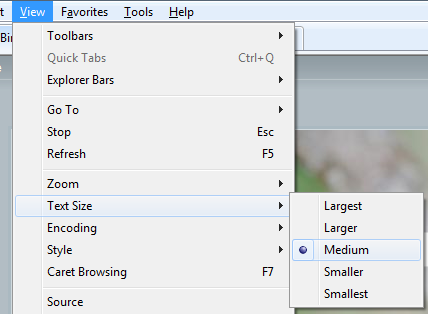 View Favorites Tools Help
Bin
Toolbars
Quick Tabs Ctrl+Q
Explorer Bars
Go To
Stop Esc
Refresh F5
Zoom
Text Size
Encoding
Style
Caret Browsing F7
Source
Largest
Larger
Medium
Smaller
Smallest